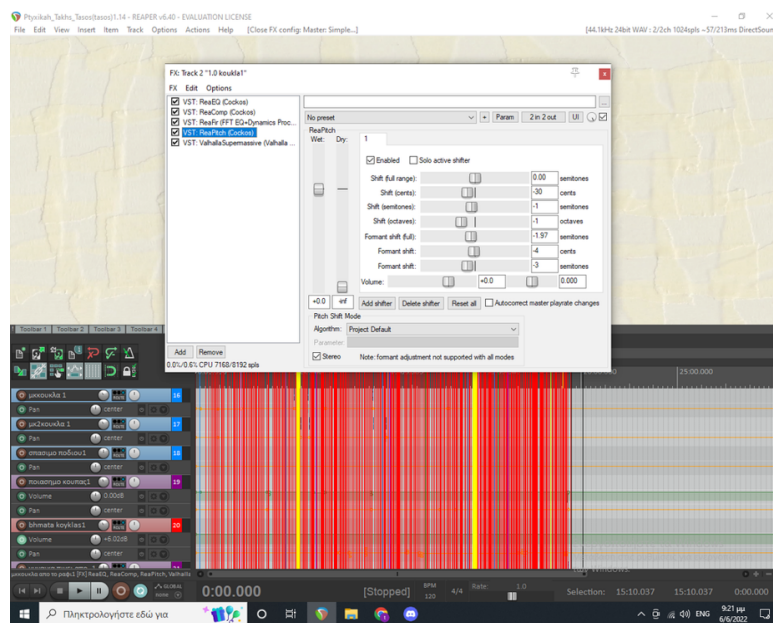 Ptyxikah_Takhs_Tasos(tasos)1.14 - REAPER v6.40 - EVALUATION LICENSE
File Edit View Insert Item Track Options Actions Help [Close FX config: Master: Simple...]
[44.1kHz 24bit WAV : 2/2ch 1024spls ~57/213ms DirectSoun
FX: Track 2 "1.0 koukla1"
FX Edit Options
VST: ReaEQ (Cockos)
VST: ReaComp (Cockos)
VST: ReaFir (FFT EQ+Dynamics Proc...
VST: ReaPitch (Cockos)
VST: ValhallaSupermassive (Valhalla ...
No preset + Param 2 in 2 out UI
ReaPitch
Wet: Dry: 1
Enabled Solo active shifter
Shift (full range): 0.00 semitones
Shift (cents): -30 cents
Shift (semitones): -1 semitones
Shift (octaves): -1 octaves
Formant shift (full): -1.97 semitones
Formant shift: -4 cents
Formant shift: -3 semitones
Volume: +0.0 0.000
+0.0 -inf Add shifter Delete shifter Reset all Autocorrect master playrate changes
Pitch Shift Mode
Algorithm: Project Default
Parameter:
Stereo Note: formant adjustment not supported with all modes
Add Remove
0.0%/0.6% CPU 7168/8192 spls
Toolbar 1 Toolbar 2 Toolbar 3 Toolbar 4
25:00.000
μικουκλα 1 16
Pan center
μκ2κουκλα 1 17
Pan center
σπασιμο ποδιου1 18
Pan center
ποιασημο κουπας1 19
Volume 0.00dB
Pan center
bhmata koyklas1 20
Volume +6.02dB
Pan center
GLOBAL
none
0:00.000 [Stopped] BPM 120 4/4 Rate: 1.0 Selection: 15:10.037 15:10.037 0:00.000
Πληκτρολογήστε εδώ για
ENG
9:21 μμ
6/6/2022